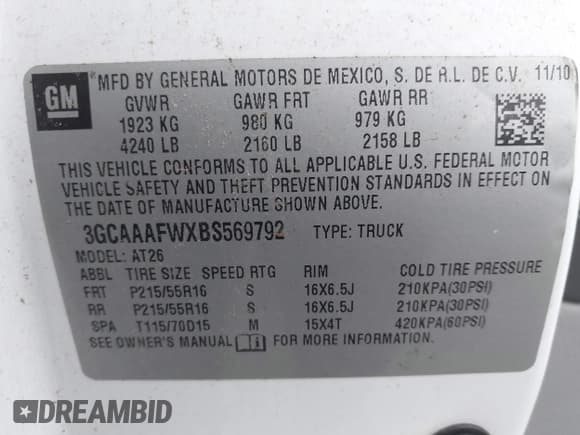 GM
*MFD BY GENERAL MOTORS DE MEXICO, S. DE R.L. DE C.V. 11/10
GVWR GAWR FRT GAWR RR
1923 KG 980 KG 979 KG
4240 LB 2160 LB 2158 LB
THIS VEHICLE CONFORMS TO ALL APPLICABLE U.S. FEDERAL MOTOR
VEHICLE SAFETY AND THEFT PREVENTION STANDARDS IN EFFECT ON
THE DATE OF MANUFACTURE SHOWN ABOVE.
3GCAAAFWXBS569792 TYPE: TRUCK
MODEL: AT26
ABBL TIRE SIZE SPEED RTG RIM COLD TIRE PRESSURE
FRT P215/55R16 S 16X6.5J 210KPA(30PSI)
RR P215/55R16 S 16X6.5J 210KPA(30PSI)
SPA T115/70D15 M 15X4T 420KPA(60PSI)
SEE OWNER'S MANUAL i FOR MORE INFORMATION.
DREAMBID